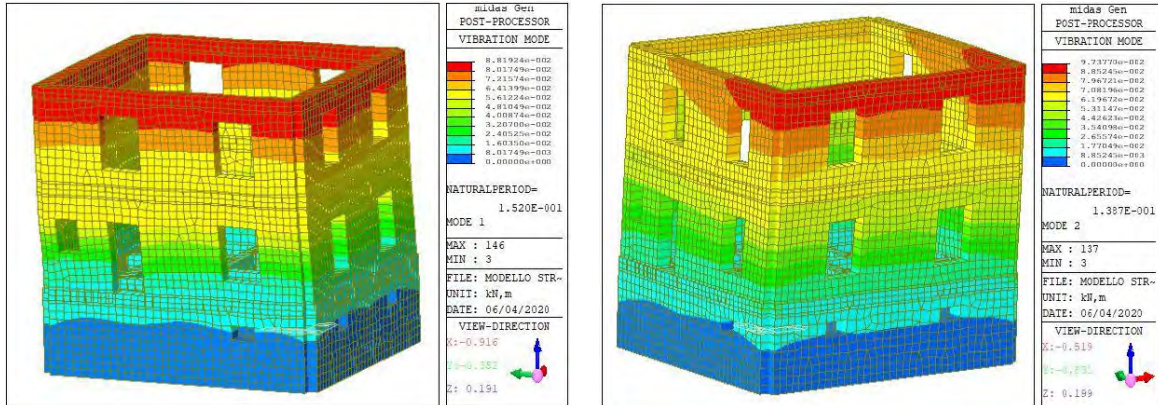 midas Gen
POST-PROCESSOR
VIBRATION MODE
8.81924e-002
8.01749e-002
7.21574e-002
6.41399e-002
5.61224e-002
4.81049e-002
4.00874e-002
3.20700e-002
2.40525e-002
1.60350e-002
8.01749e-003
0.00000e+000
NATURALPERIOD=
1.520E-001
MODE 1
MAX : 146
MIN : 3
FILE: MODELLO STR~
UNIT: kN,m
DATE: 06/04/2020
VIEW-DIRECTION
X:-0.916
Z: 0.191
midas Gen
POST-PROCESSOR
VIBRATION MODE
9.73770e-002
8.85245e-002
7.96721e-002
7.08196e-002
6.19672e-002
5.31147e-002
4.42623e-002
3.54098e-002
2.65574e-002
1.77049e-002
8.85245e-003
0.00000e+000
NATURALPERIOD=
1.387E-001
MODE 2
MAX : 137
MIN : 3
FILE: MODELLO STR~
UNIT: kN,m
DATE: 06/04/2020
VIEW-DIRECTION
X:-0.519
Z: 0.199